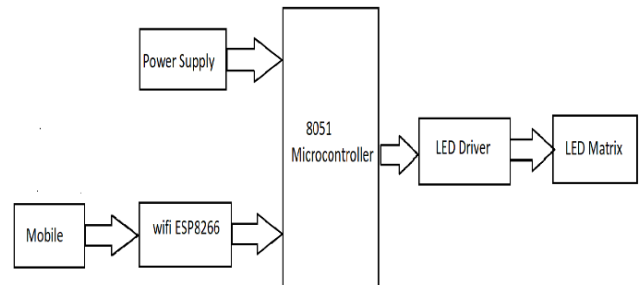 Power Supply
8051
Microcontroller
LED Driver
LED Matrix
Mobile
wifi ESP8266